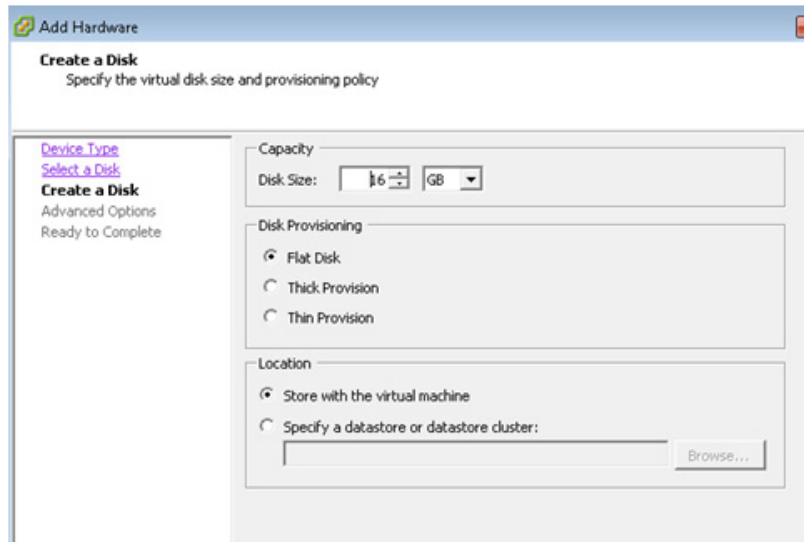 Add Hardware
Create a Disk
Specify the virtual disk size and provisioning policy
Device Type
Select a Disk
Create a Disk
Advanced Options
Ready to Complete
Capacity
Disk Size: 16 GB
Disk Provisioning
Flat Disk
Thick Provision
Thin Provision
Location
Store with the virtual machine
Specify a datastore or datastore cluster:
Browse...